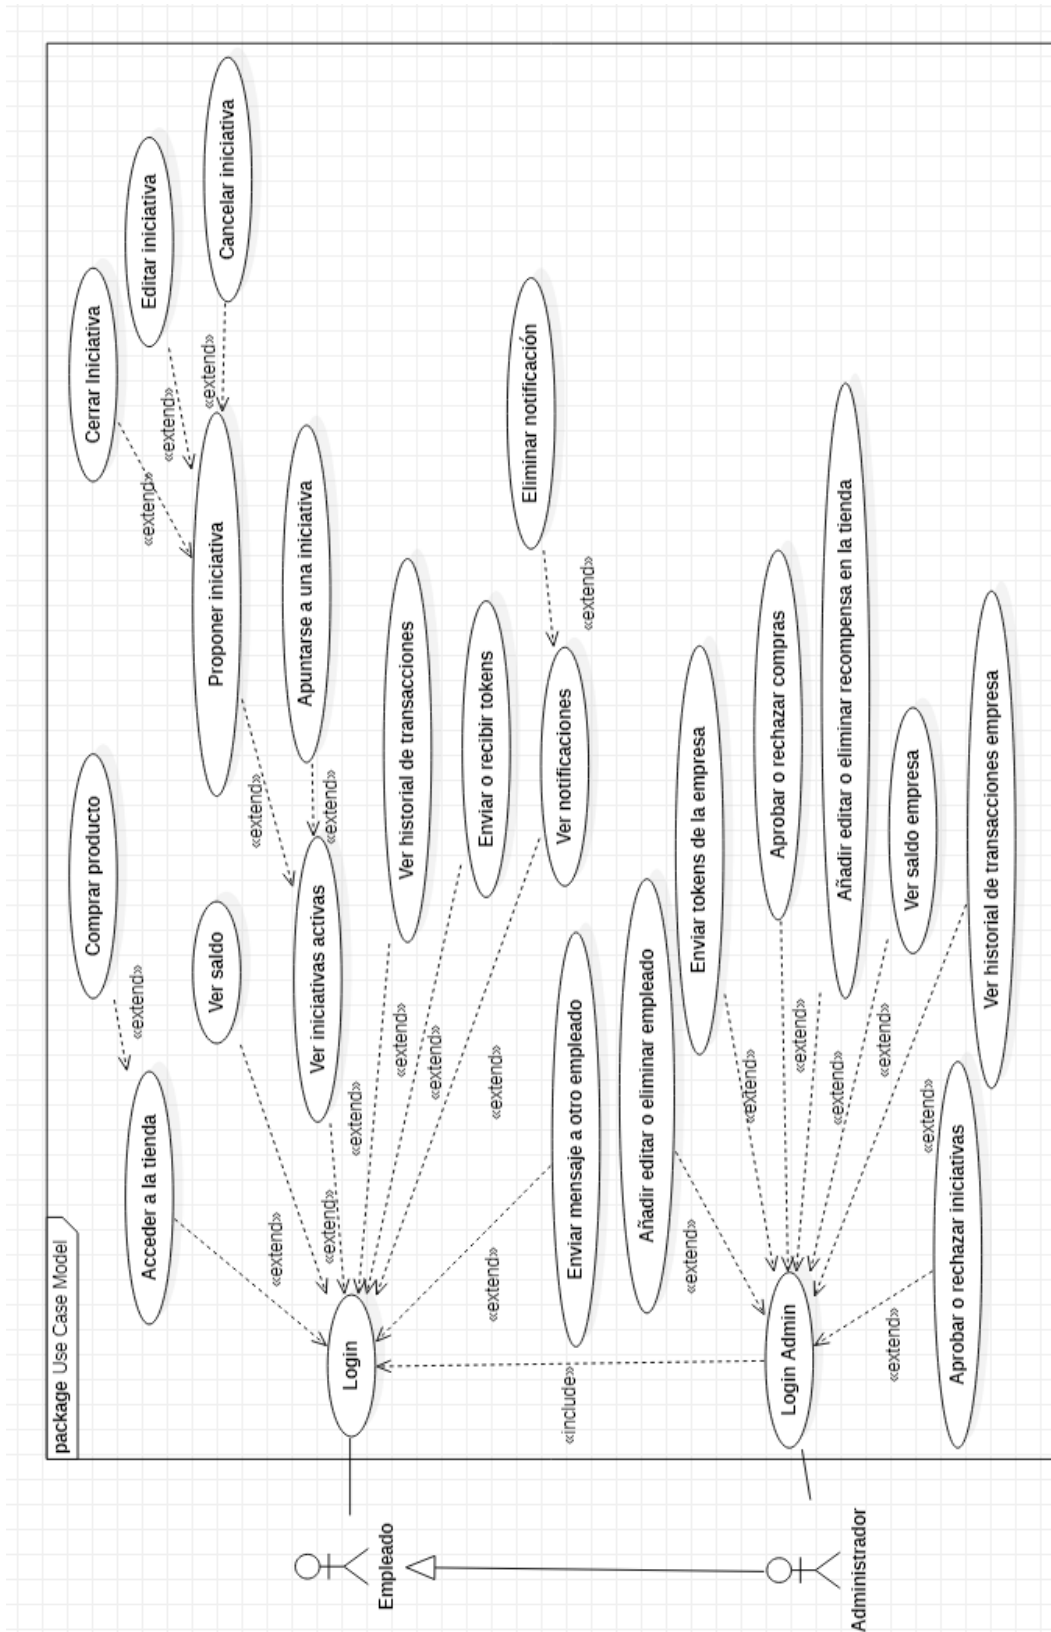 package Use Case Model
Cerrar Iniciativa
Editar iniciativa
Cancelar iniciativa
«extend»
«extend»
«extend»
Proponer iniciativa
Apuntarse a una iniciativa
«extend»
«extend»
Comprar producto
«extend»
Acceder a la tienda
Ver saldo
Ver iniciativas activas
Ver historial de transacciones
Enviar o recibir tokens
Ver notificaciones
Eliminar notificación
«extend»
«extend»
«extend»
«extend»
«extend»
«extend»
«extend»
Enviar mensaje a otro empleado
«extend»
Login
«include»
Login Admin
Añadir editar o eliminar empleado
Enviar tokens de la empresa
Aprobar o rechazar compras
Añadir editar o eliminar recompensa en la tienda
Ver saldo empresa
Ver historial de transacciones empresa
Aprobar o rechazar iniciativas
«extend»
«extend»
«extend»
«extend»
«extend»
«extend»
«extend»
Empleado
Administrador